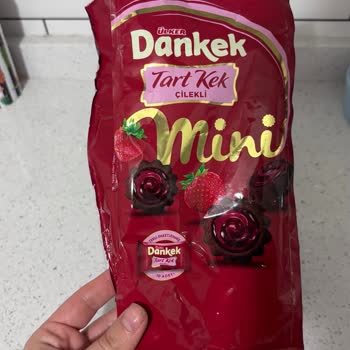 ÜLKER
Dankek
Tart Kek
ÇİLEKLİ
Mini
Dankek
Tart Kek